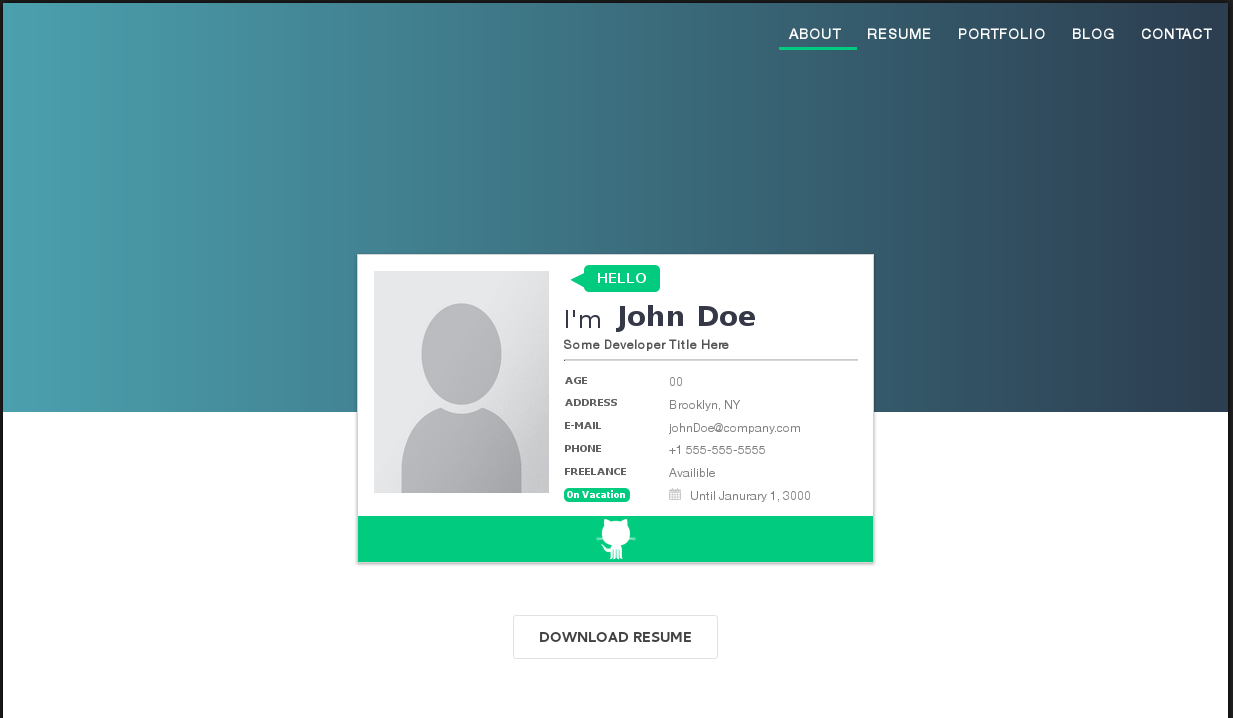 ABOUT RESUME PORTFOLIO BLOG CONTACT
HELLO
I'm John Doe
Some Developer Title Here
AGE 00
ADDRESS Brooklyn, NY
E-MAIL johnDoe@company.com
PHONE +1 555-555-5555
FREELANCE Availible
On Vacation Until Janurary 1, 3000
DOWNLOAD RESUME